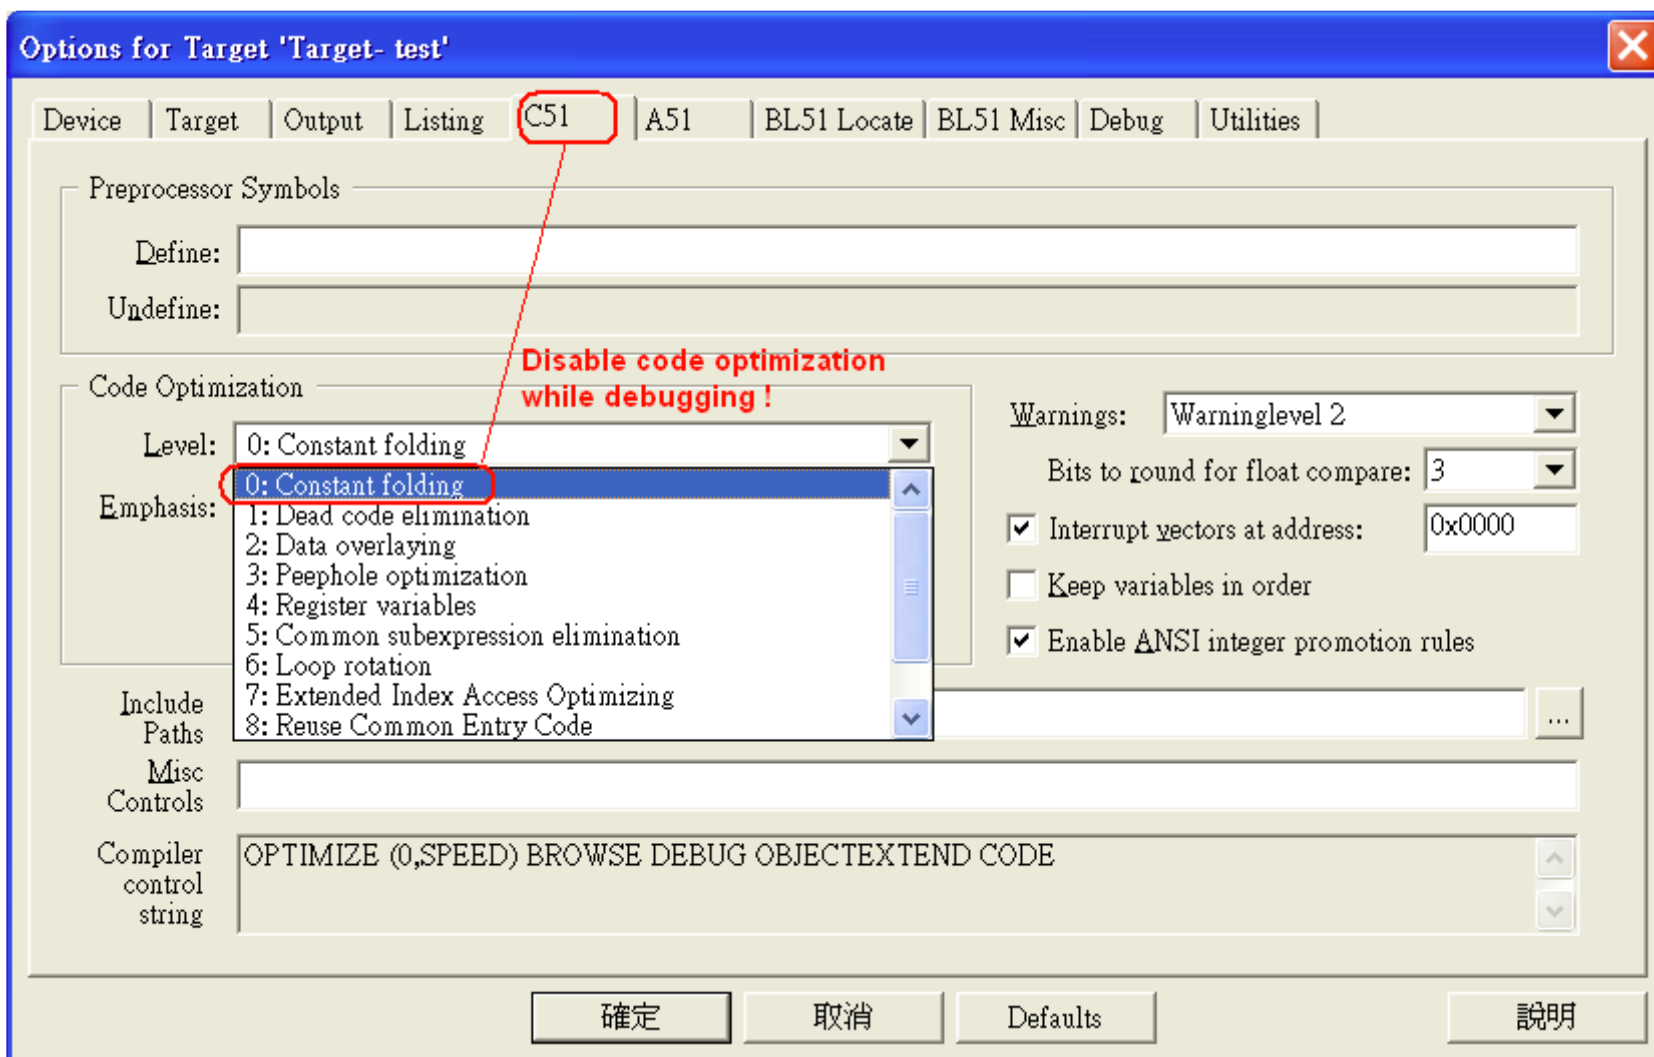 Options for Target 'Target- test'
Device Target Output Listing C51 A51 BL51 Locate BL51 Misc Debug Utilities
Preprocessor Symbols
Define:
Undefine:
Disable code optimization
while debugging !
Code Optimization
Level: 0: Constant folding
0: Constant folding
Emphasis:
1: Dead code elimination
2: Data overlaying
3: Peephole optimization
4: Register variables
5: Common subexpression elimination
6: Loop rotation
7: Extended Index Access Optimizing
8: Reuse Common Entry Code
Warnings: Warninglevel 2
Bits to round for float compare: 3
Interrupt vectors at address: 0x0000
Keep variables in order
Enable ANSI integer promotion rules
Include
Paths
...
Misc
Controls
Compiler
control
string
OPTIMIZE (0,SPEED) BROWSE DEBUG OBJECTEXTEND CODE
確定 取消 Defaults 說明